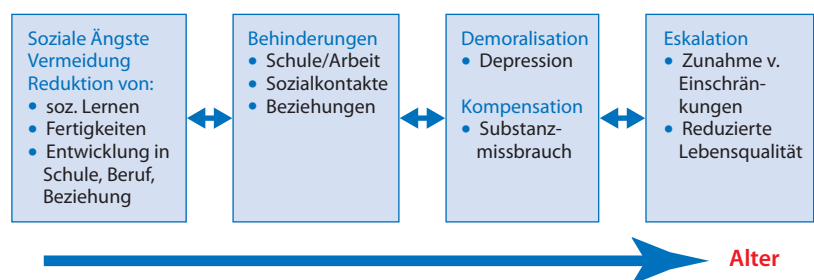 Soziale Ängste
Vermeidung
Reduktion von:
• soz. Lernen
• Fertigkeiten
• Entwicklung in
Schule, Beruf,
Beziehung
Behinderungen
• Schule/Arbeit
• Sozialkontakte
• Beziehungen
Demoralisation
• Depression
Kompensation
• Substanz-
missbrauch
Eskalation
• Zunahme v.
Einschrän-
kungen
• Reduzierte
Lebensqualität
Alter